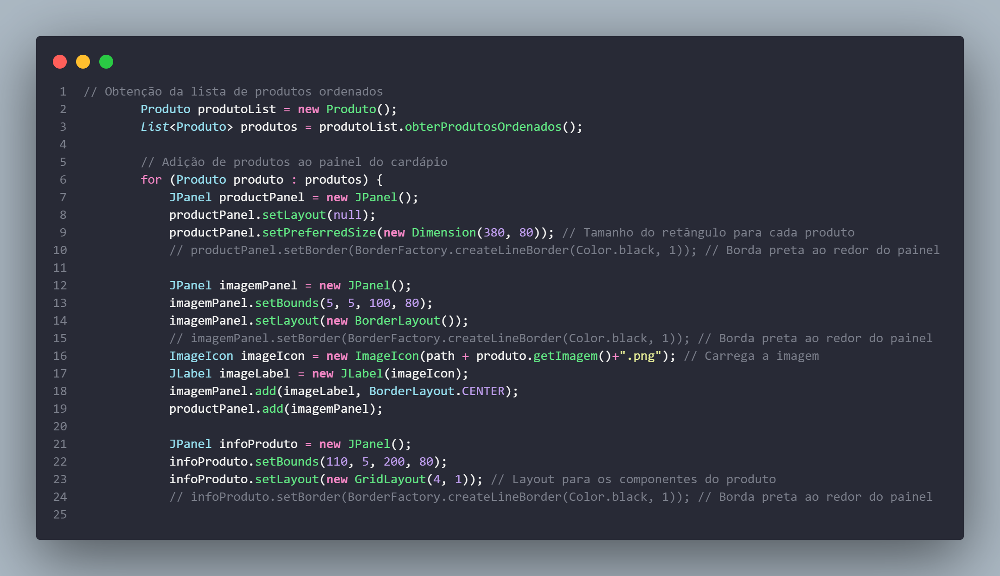 1 // Obtenção da lista de produtos ordenados
2 Produto produtoList = new Produto();
3 List<Produto> produtos = produtoList.obterProdutosOrdenados();
4
5 // Adição de produtos ao painel do cardápio
6 for (Produto produto : produtos) {
7 JPanel productPanel = new JPanel();
8 productPanel.setLayout(null);
9 productPanel.setPreferredSize(new Dimension(380, 80)); // Tamanho do retângulo para cada produto
10 // productPanel.setBorder(BorderFactory.createLineBorder(Color.black, 1)); // Borda preta ao redor do painel
11
12 JPanel imagemPanel = new JPanel();
13 imagemPanel.setBounds(5, 5, 100, 80);
14 imagemPanel.setLayout(new BorderLayout());
15 // imagemPanel.setBorder(BorderFactory.createLineBorder(Color.black, 1)); // Borda preta ao redor do painel
16 ImageIcon imageIcon = new ImageIcon(path + produto.getImagem()+".png"); // Carrega a imagem
17 JLabel imageLabel = new JLabel(imageIcon);
18 imagemPanel.add(imageLabel, BorderLayout.CENTER);
19 productPanel.add(imagemPanel);
20
21 JPanel infoProduto = new JPanel();
22 infoProduto.setBounds(110, 5, 200, 80);
23 infoProduto.setLayout(new GridLayout(4, 1)); // Layout para os componentes do produto
24 // infoProduto.setBorder(BorderFactory.createLineBorder(Color.black, 1)); // Borda preta ao redor do painel
25